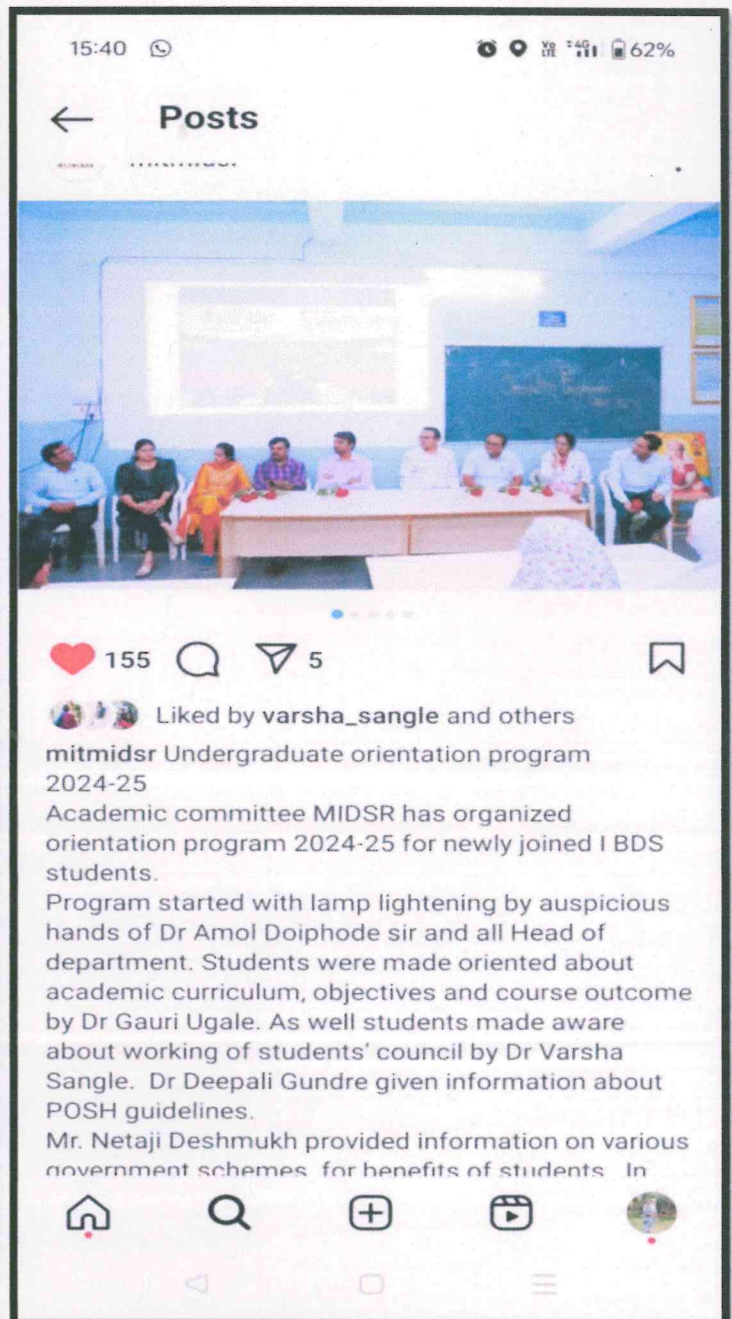 15:40
Vo LTE 4G 62%
Posts
155 5
Liked by varsha_sangle and others
mitmidsr Undergraduate orientation program
2024-25
Academic committee MIDSR has organized
orientation program 2024-25 for newly joined I BDS
students.
Program started with lamp lightening by auspicious
hands of Dr Amol Doiphode sir and all Head of
department. Students were made oriented about
academic curriculum, objectives and course outcome
by Dr Gauri Ugale. As well students made aware
about working of students' council by Dr Varsha
Sangle. Dr Deepali Gundre given information about
POSH guidelines.
Mr. Netaji Deshmukh provided information on various
government schemes for benefits of students. In